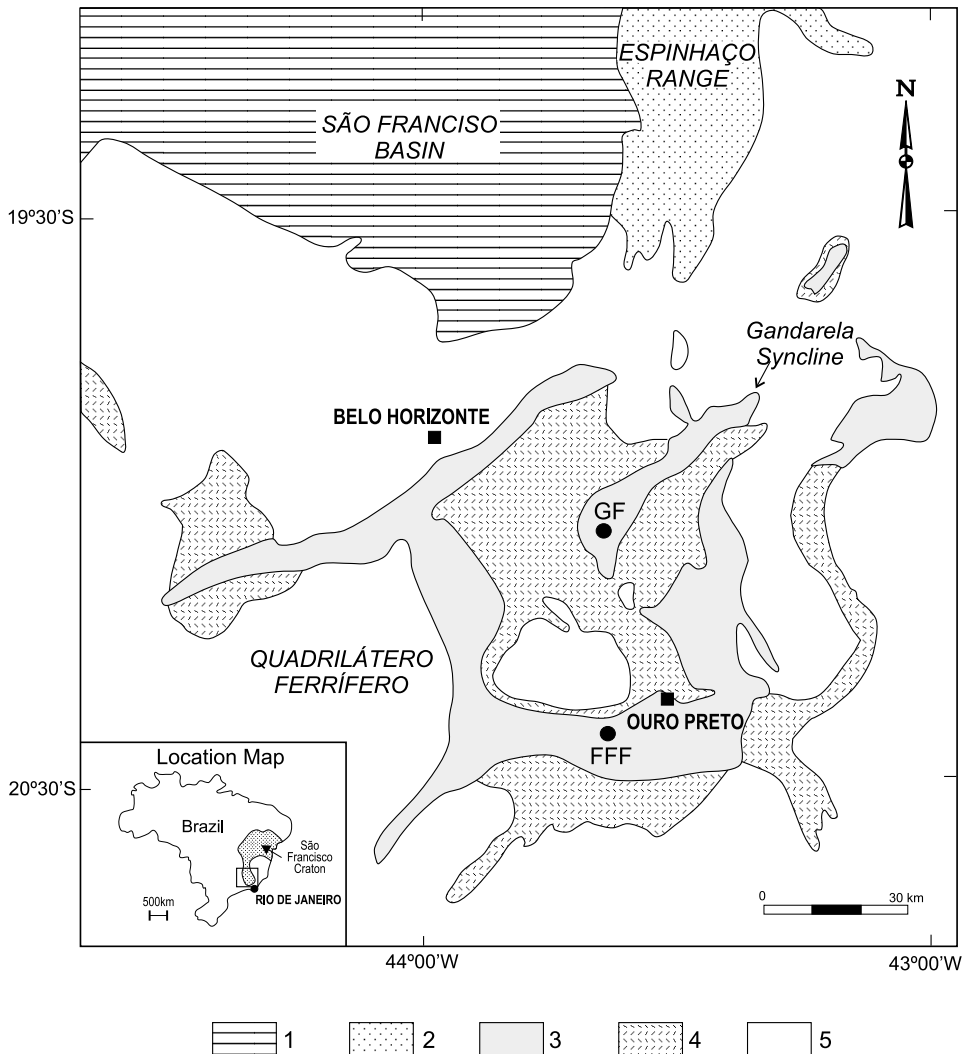 ESPINHAÇO
RANGE
SÃO FRANCISO
BASIN
N
19º30'S
Gandarela
Syncline
BELO HORIZONTE
GF
QUADRILÁTERO
FERRÍFERO
OURO PRETO
FFF
20º30'S
Location Map
Brazil
São
Francisco
Craton
500km
RIO DE JANEIRO
0 30 km
44º00'W
43º00'W
1 2 3 4 5